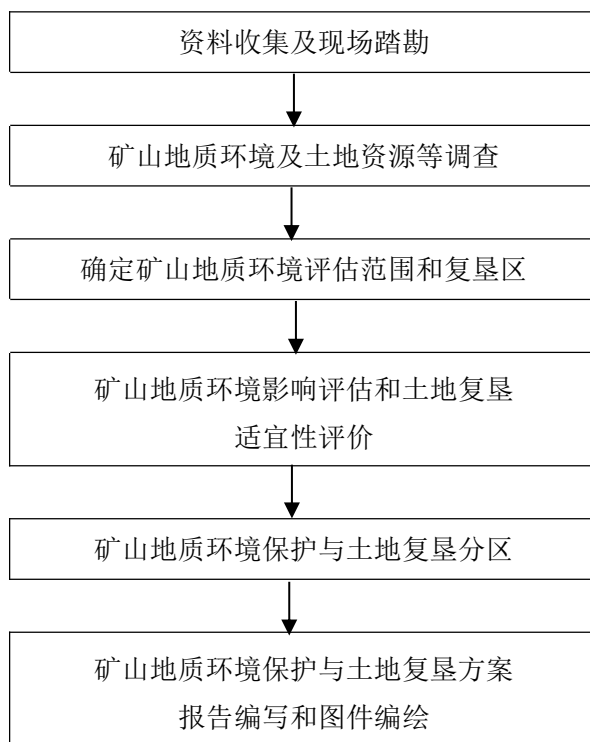 资料收集及现场踏勘
矿山地质环境及土地资源等调查
确定矿山地质环境评估范围和复垦区
矿山地质环境影响评估和土地复垦
适宜性评价
矿山地质环境保护与土地复垦分区
矿山地质环境保护与土地复垦方案
报告编写和图件编绘